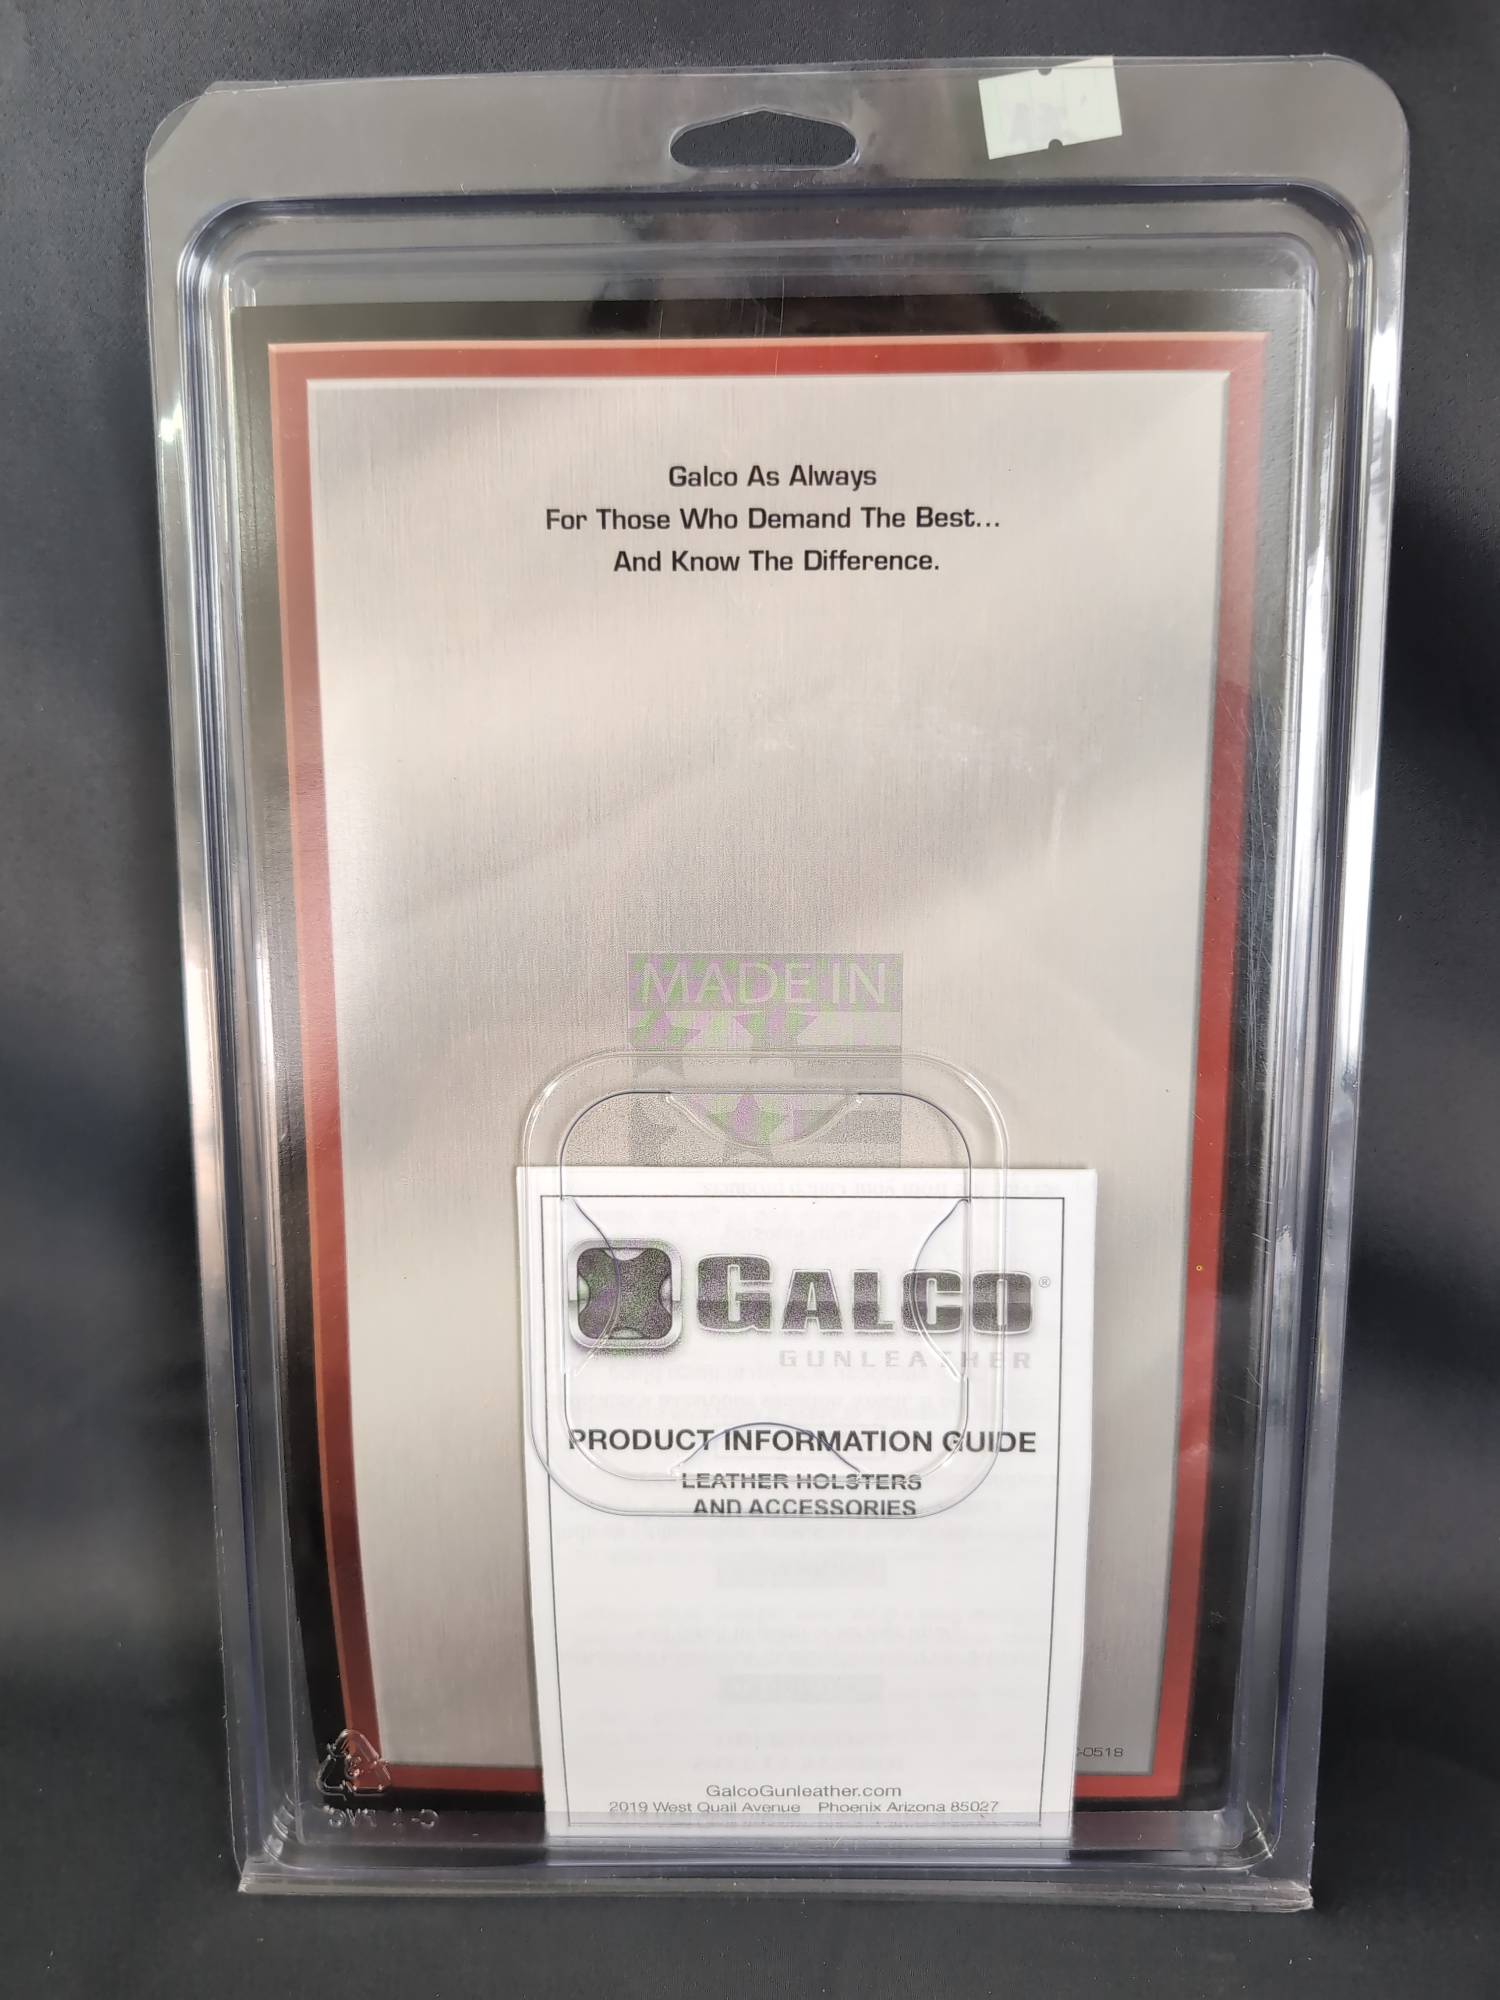 Galco As Always
For Those Who Demand The Best...
And Know The Difference.
MADE IN
GALCO®
GUNLEATHER
PRODUCT INFORMATION GUIDE
LEATHER HOLSTERS
AND ACCESSORIES
-0518
GalcoGunleather.com
2019 West Quail Avenue Phoenix Arizona 85027